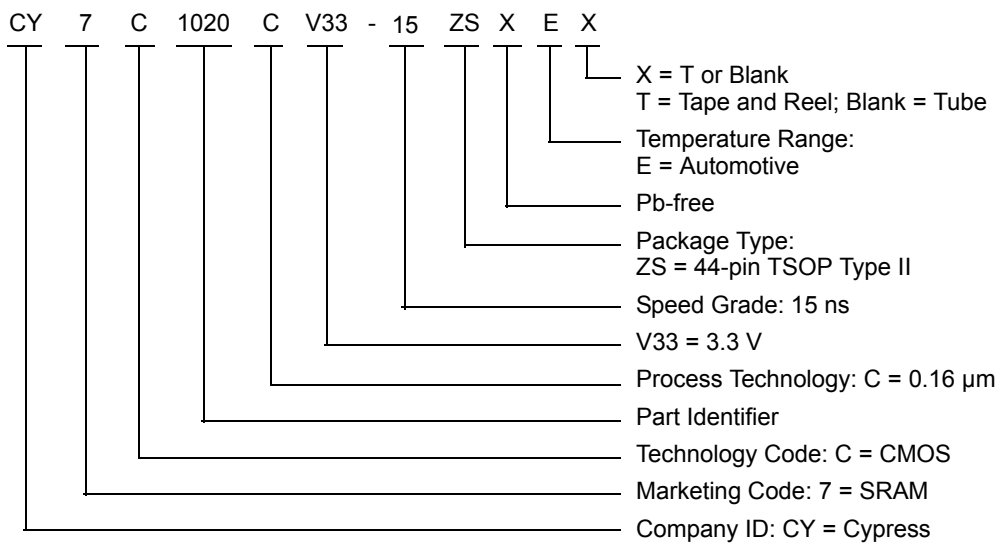 CY 7 C 1020 C V33 - 15 ZS X E X
X = T or Blank
T = Tape and Reel; Blank = Tube
Temperature Range:
E = Automotive
Pb-free
Package Type:
ZS = 44-pin TSOP Type II
Speed Grade: 15 ns
V33 = 3.3 V
Process Technology: C = 0.16 µm
Part Identifier
Technology Code: C = CMOS
Marketing Code: 7 = SRAM
Company ID: CY = Cypress